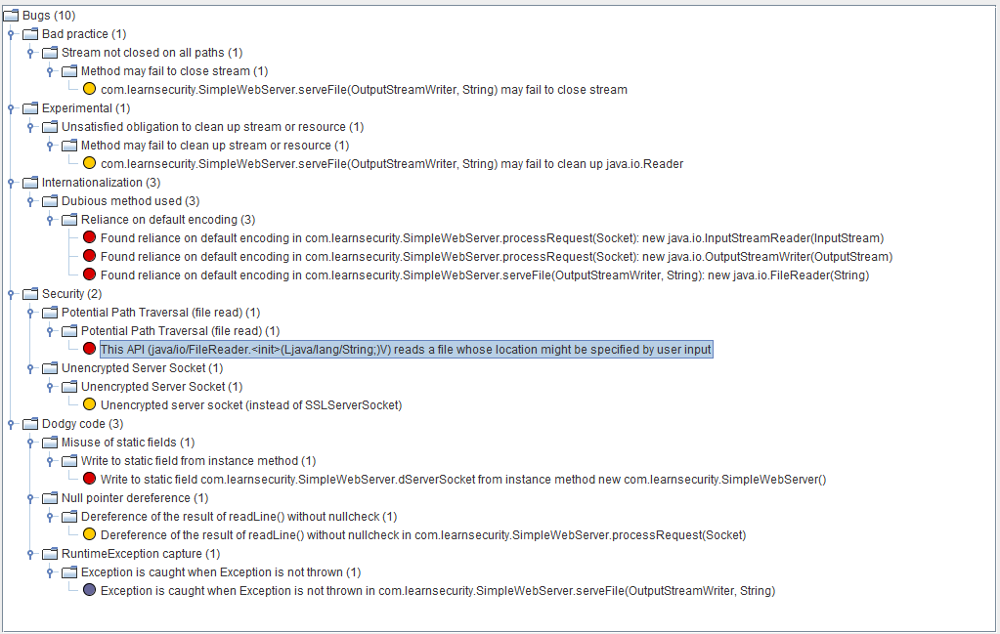 Bugs (10)
Bad practice (1)
Stream not closed on all paths (1)
Method may fail to close stream (1)
com.learnsecurity.SimpleWebServer.serveFile(OutputStreamWriter, String) may fail to close stream
Experimental (1)
Unsatisfied obligation to clean up stream or resource (1)
Method may fail to clean up stream or resource (1)
com.learnsecurity.SimpleWebServer.serveFile(OutputStreamWriter, String) may fail to clean up java.io.Reader
Internationalization (3)
Dubious method used (3)
Reliance on default encoding (3)
Found reliance on default encoding in com.learnsecurity.SimpleWebServer.processRequest(Socket): new java.io.InputStreamReader(InputStream)
Found reliance on default encoding in com.learnsecurity.SimpleWebServer.processRequest(Socket): new java.io.OutputStreamWriter(OutputStream)
Found reliance on default encoding in com.learnsecurity.SimpleWebServer.serveFile(OutputStreamWriter, String): new java.io.FileReader(String)
Security (2)
Potential Path Traversal (file read) (1)
Potential Path Traversal (file read) (1)
This API (java/io/FileReader.<init>(Ljava/lang/String;)V) reads a file whose location might be specified by user input
Unencrypted Server Socket (1)
Unencrypted Server Socket (1)
Unencrypted server socket (instead of SSLServerSocket)
Dodgy code (3)
Misuse of static fields (1)
Write to static field from instance method (1)
Write to static field com.learnsecurity.SimpleWebServer.dServerSocket from instance method new com.learnsecurity.SimpleWebServer()
Null pointer dereference (1)
Dereference of the result of readLine() without nullcheck (1)
Dereference of the result of readLine() without nullcheck in com.learnsecurity.SimpleWebServer.processRequest(Socket)
RuntimeException capture (1)
Exception is caught when Exception is not thrown (1)
Exception is caught when Exception is not thrown in com.learnsecurity.SimpleWebServer.serveFile(OutputStreamWriter, String)